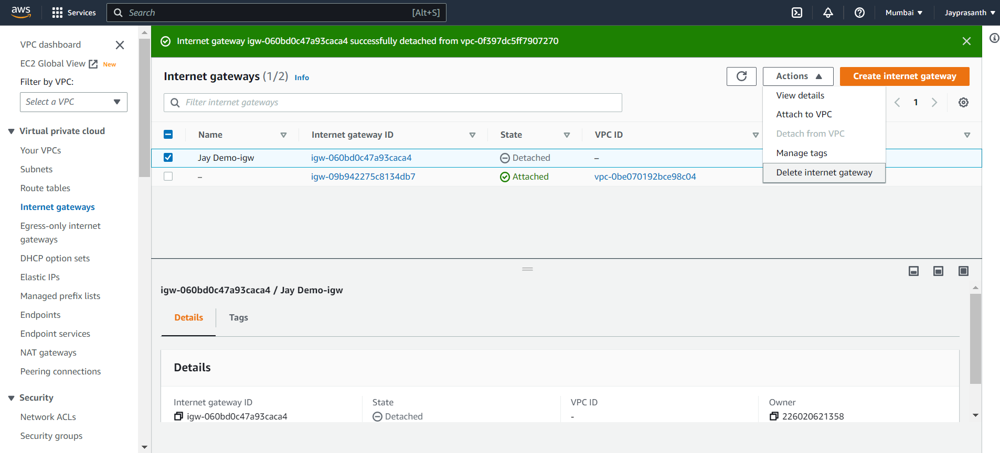 aws
Services
Search
[Alt+S]
Mumbai
Jayprasanth
VPC dashboard
EC2 Global View New
Filter by VPC:
Select a VPC
Virtual private cloud
Your VPCs
Subnets
Route tables
Internet gateways
Egress-only internet
gateways
DHCP option sets
Elastic IPs
Managed prefix lists
Endpoints
Endpoint services
NAT gateways
Peering connections
Security
Network ACLs
Security groups
Internet gateway igw-060bd0c47a93caca4 successfully detached from vpc-0f397dc5ff7907270
Internet gateways (1/2) Info
Actions
Create internet gateway
Filter internet gateways
1
View details
Attach to VPC
Detach from VPC
Manage tags
Delete internet gateway
Name Internet gateway ID State VPC ID
Jay Demo-igw igw-060bd0c47a93caca4 Detached –
– igw-09b942275c8134db7 Attached vpc-0be070192bce98c04
igw-060bd0c47a93caca4 / Jay Demo-igw
Details Tags
Details
Internet gateway ID State VPC ID Owner
igw-060bd0c47a93caca4 Detached - 226020621358